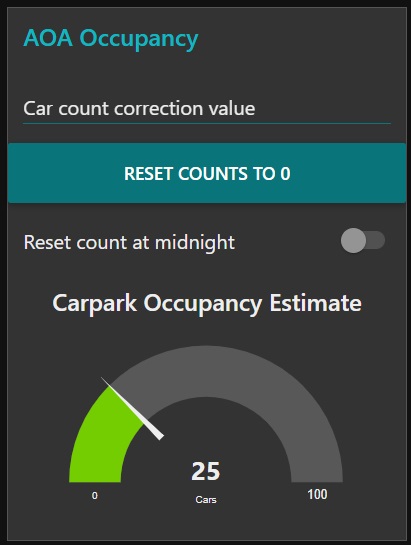 AOA Occupancy
Car count correction value
RESET COUNTS TO 0
Reset count at midnight
Carpark Occupancy Estimate
25
0
Cars
100